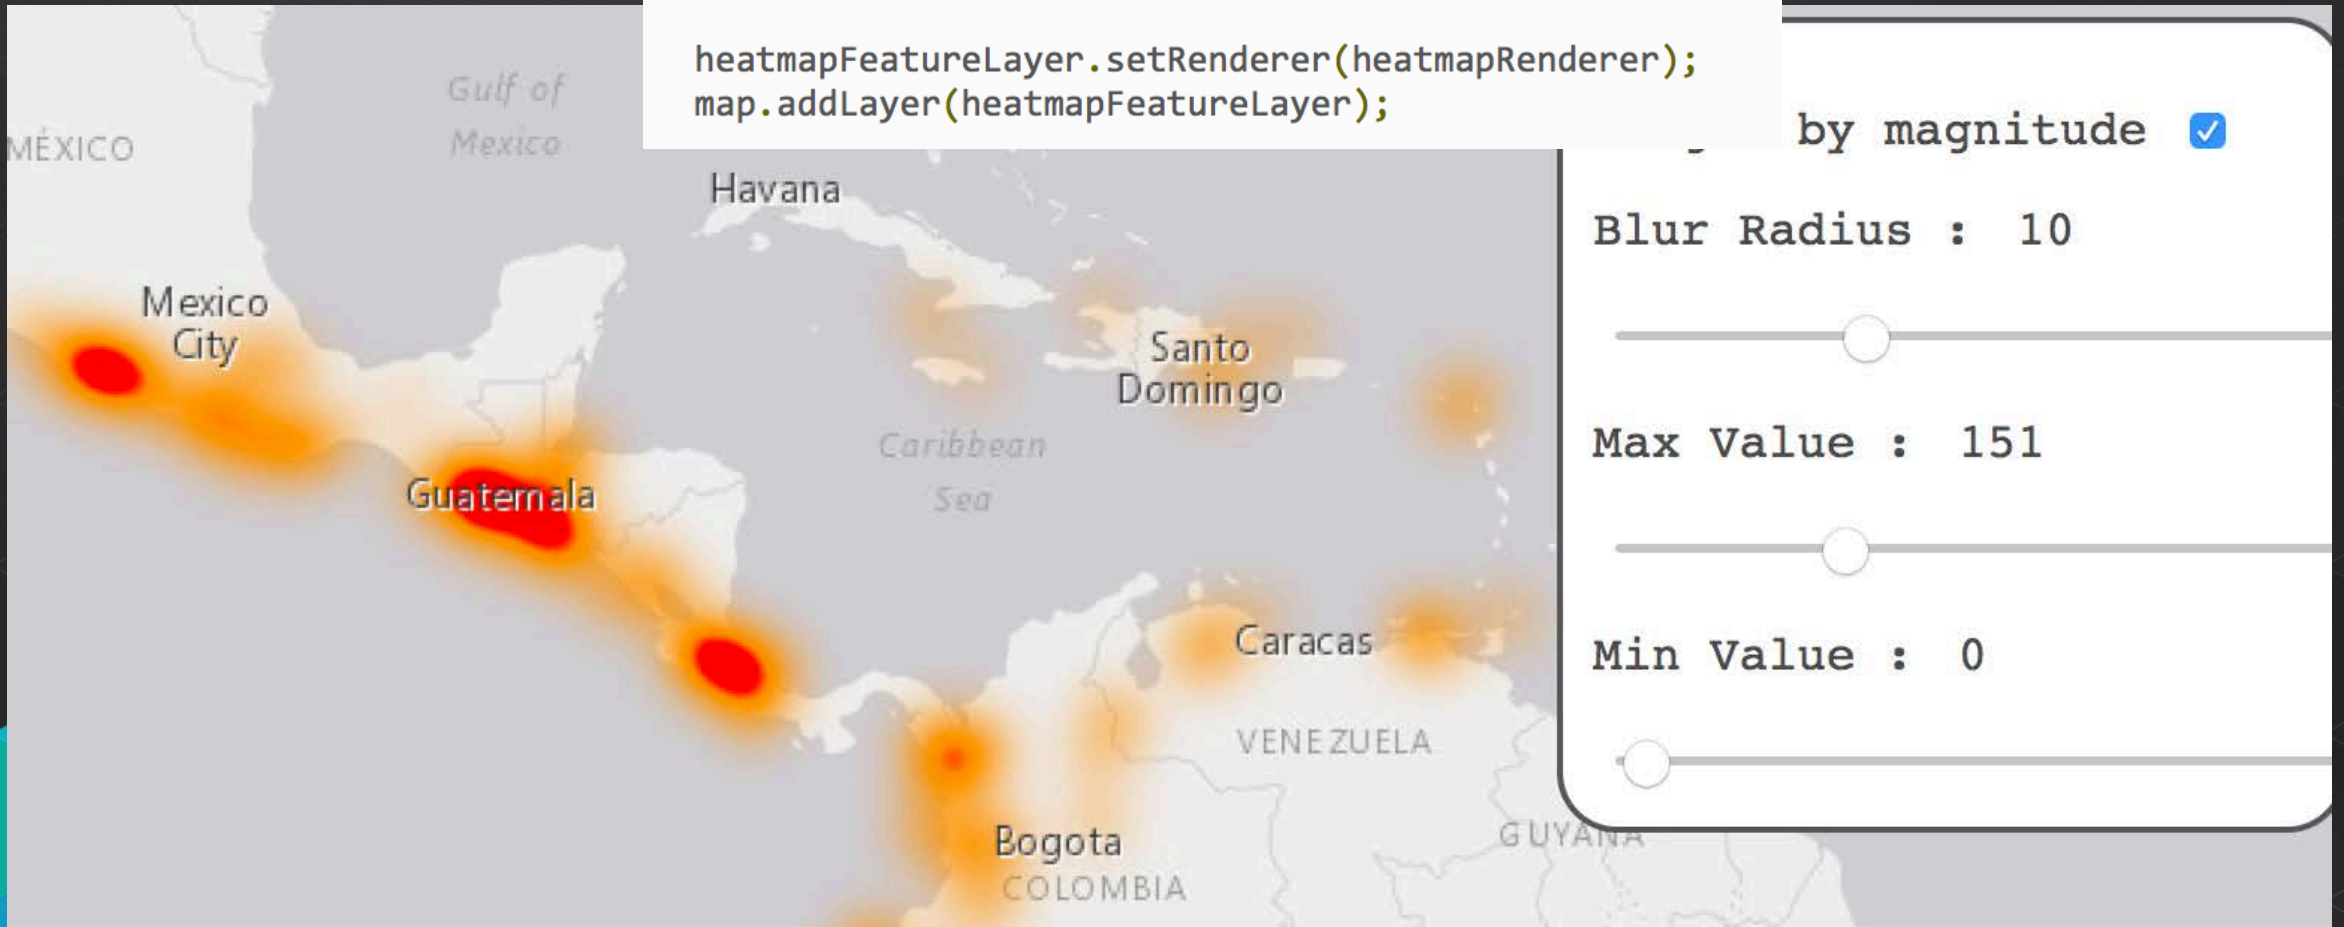 heatmapFeatureLayer.setRenderer(heatmapRenderer);
map.addLayer(heatmapFeatureLayer);
by magnitude
Blur Radius : 10
Max Value : 151
Min Value : 0
Gulf of
Mexico
MÉXICO
Havana
Mexico
City
Santo
Domingo
Caribbean
Sea
Guatemala
Caracas
VENEZUELA
Bogota
COLOMBIA
GUYANA